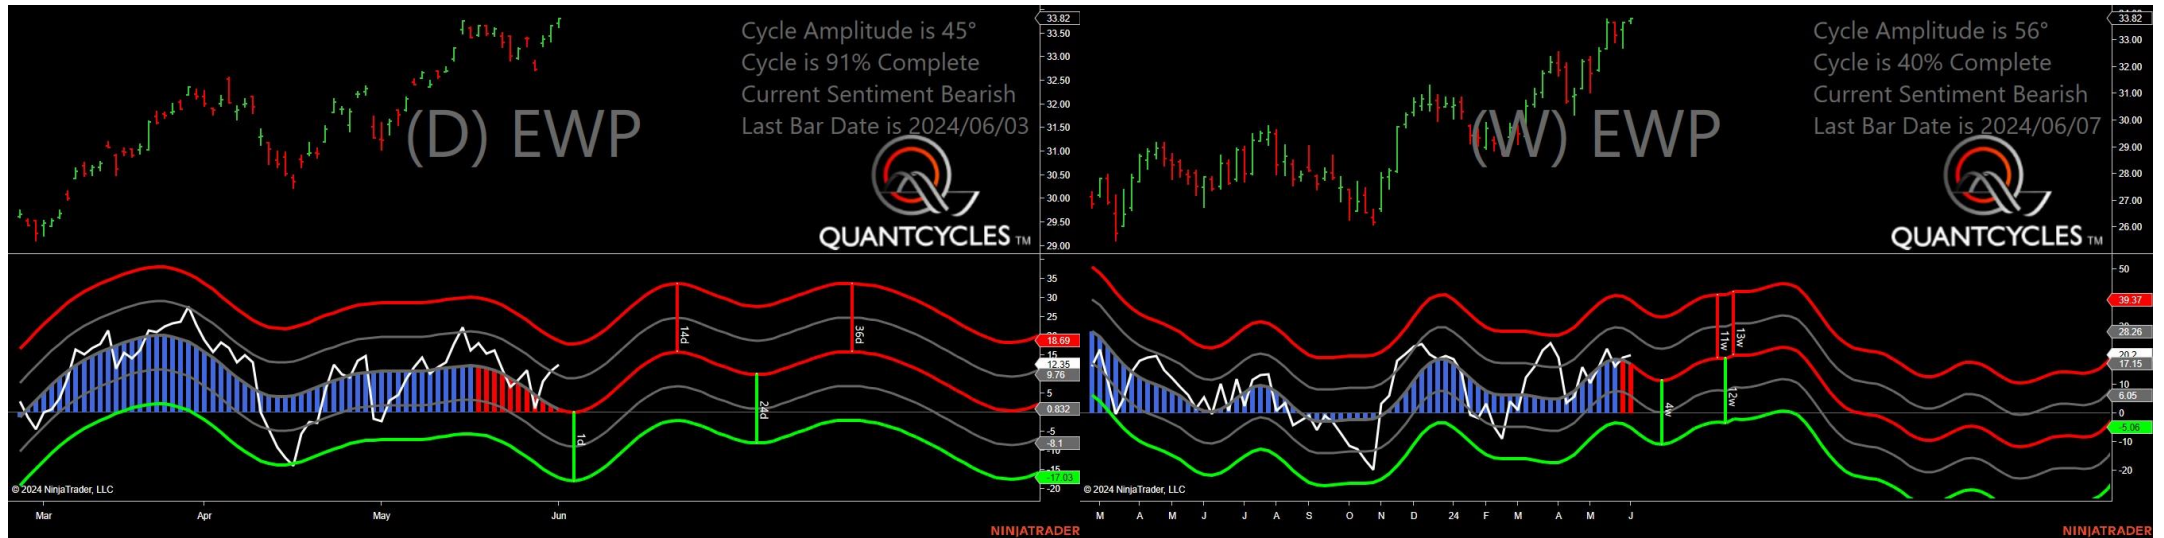 Cycle Amplitude is 45°
Cycle is 91% Complete
Current Sentiment Bearish
Last Bar Date is 2024/06/03
(D) EWP
QUANTCYCLES TM
33.82
33.50
33.00
32.50
32.00
31.50
31.00
30.50
30.00
29.50
29.00
35
30
25
18.69
15
12.35
9.76
5
0.832
-5
-8.1
-10
-15
-17.03
-20
14d
36d
24d
1d
© 2024 NinjaTrader, LLC
Mar Apr May Jun
NINJATRADER
Cycle Amplitude is 56°
Cycle is 40% Complete
Current Sentiment Bearish
Last Bar Date is 2024/06/07
(W) EWP
QUANTCYCLES TM
33.82
33.00
32.00
31.00
30.00
29.00
28.00
27.00
26.00
50
39.37
28.26
20.2
17.15
10
6.05
0
-5.06
-10
-20
11w
13w
4w
12w
© 2024 NinjaTrader, LLC
M A M J J A S O N D 24 F M A M J
NINJATRADER